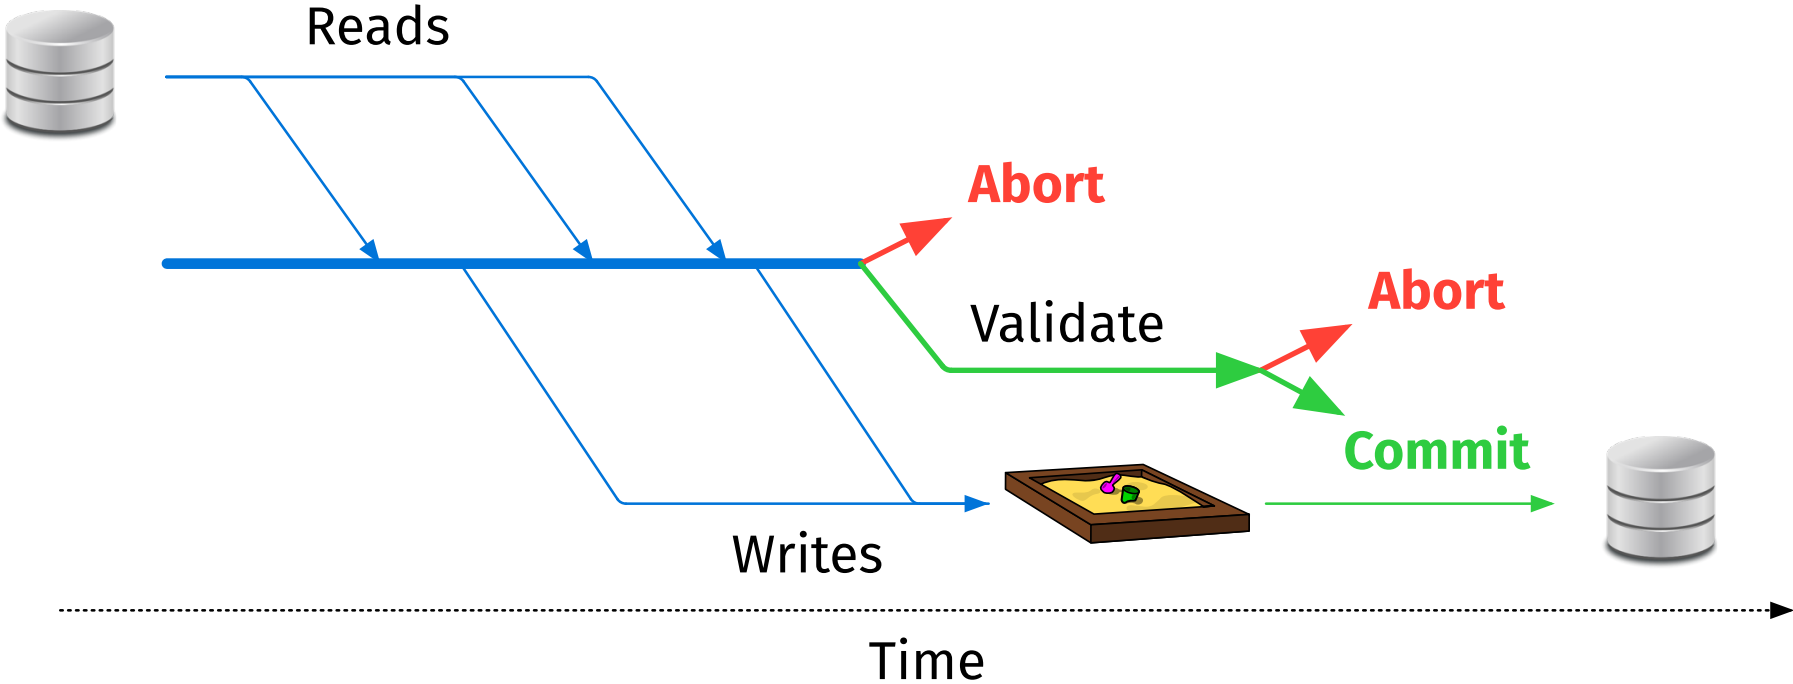 Reads
Abort
Abort
Validate
Commit
Writes
Time